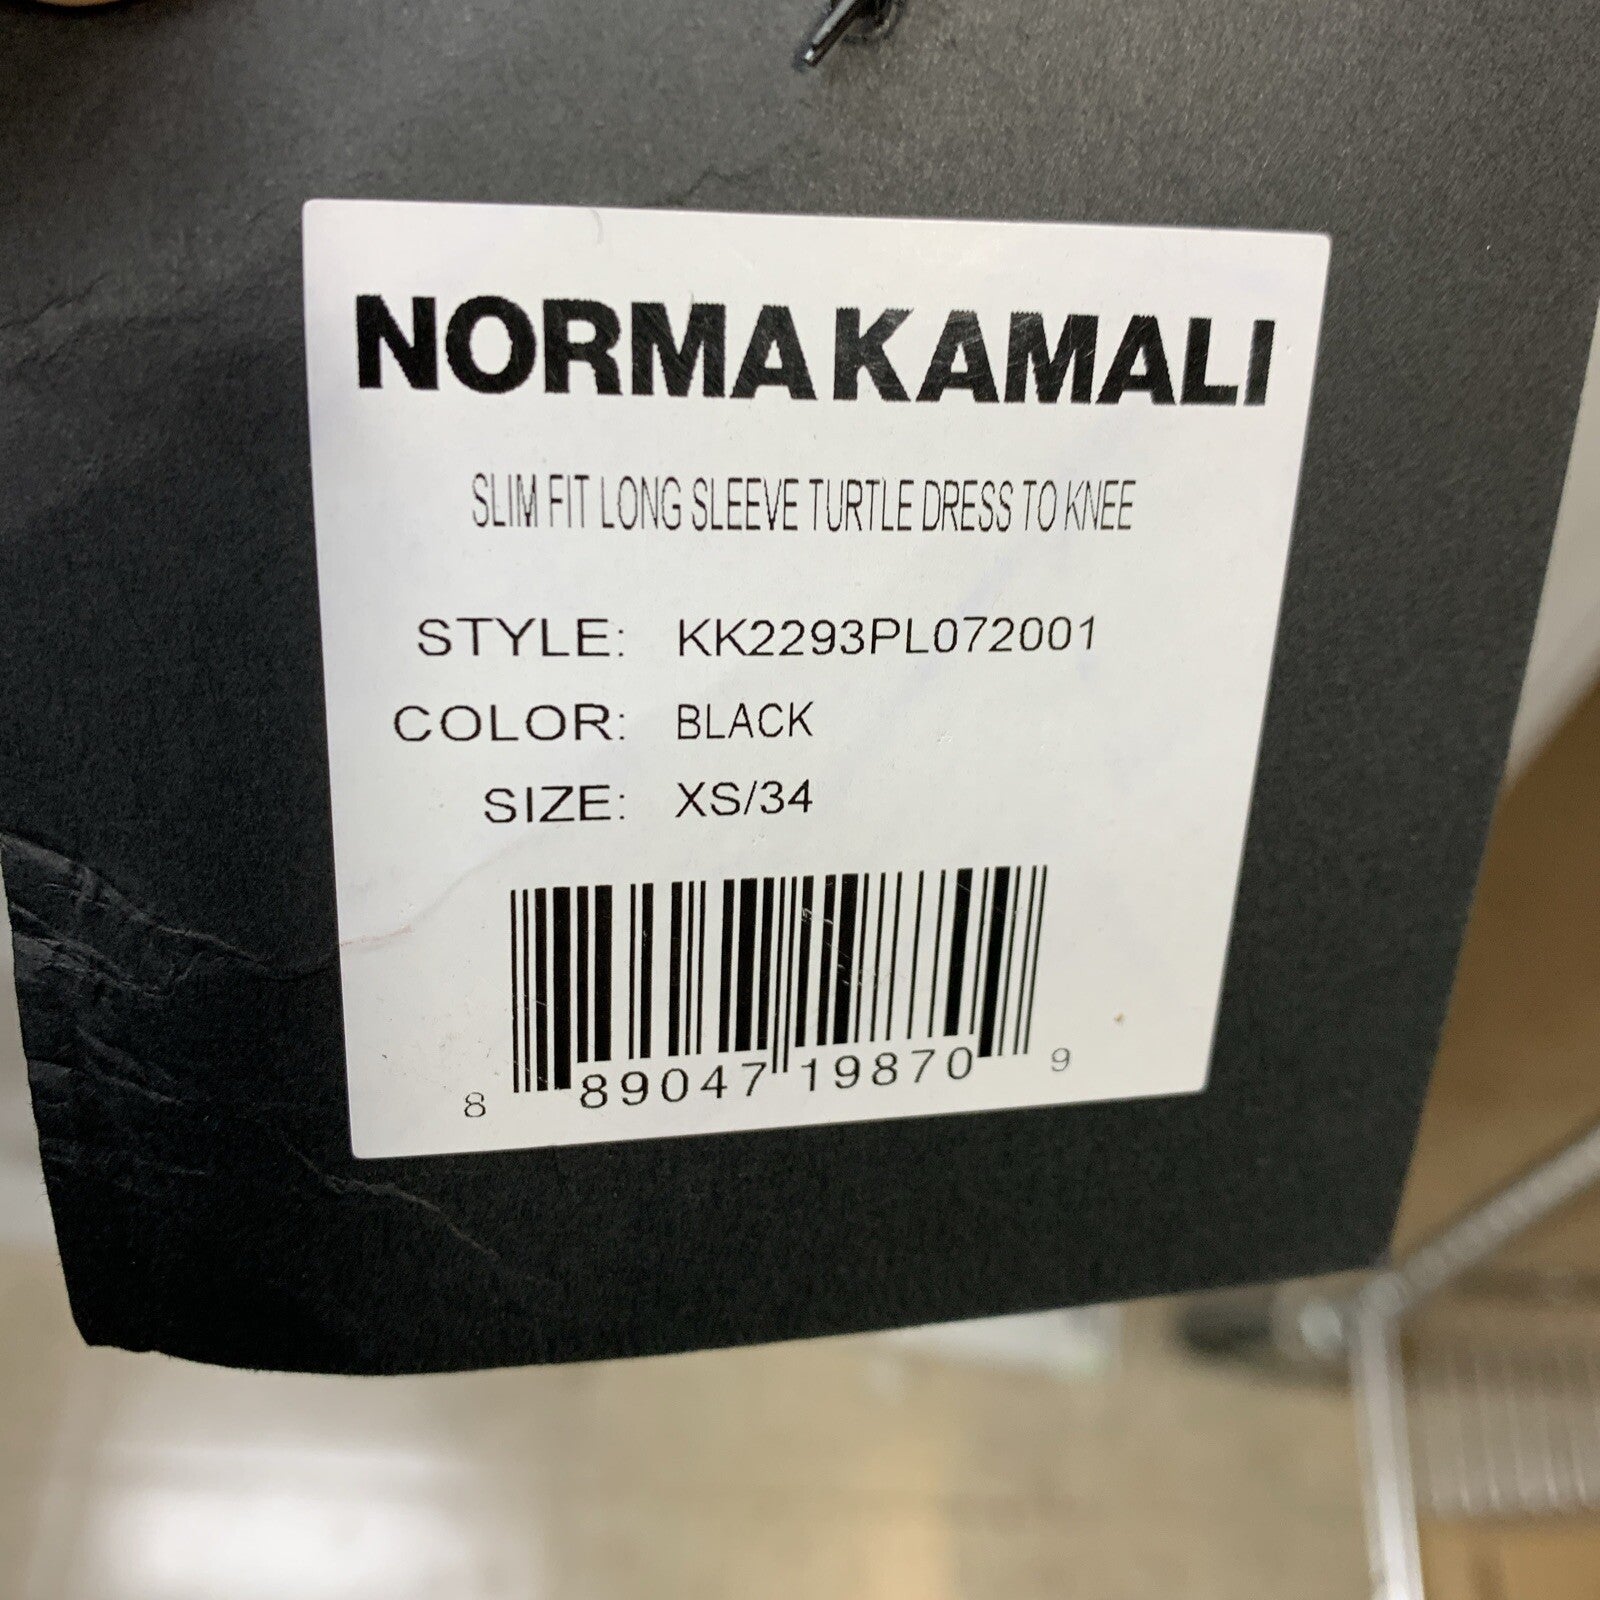 NORMA KAMALI
SLIM FIT LONG SLEEVE TURTLE DRESS TO KNEE
STYLE: KK2293PL072001
COLOR: BLACK
SIZE: XS/34
8 89047 19870 9